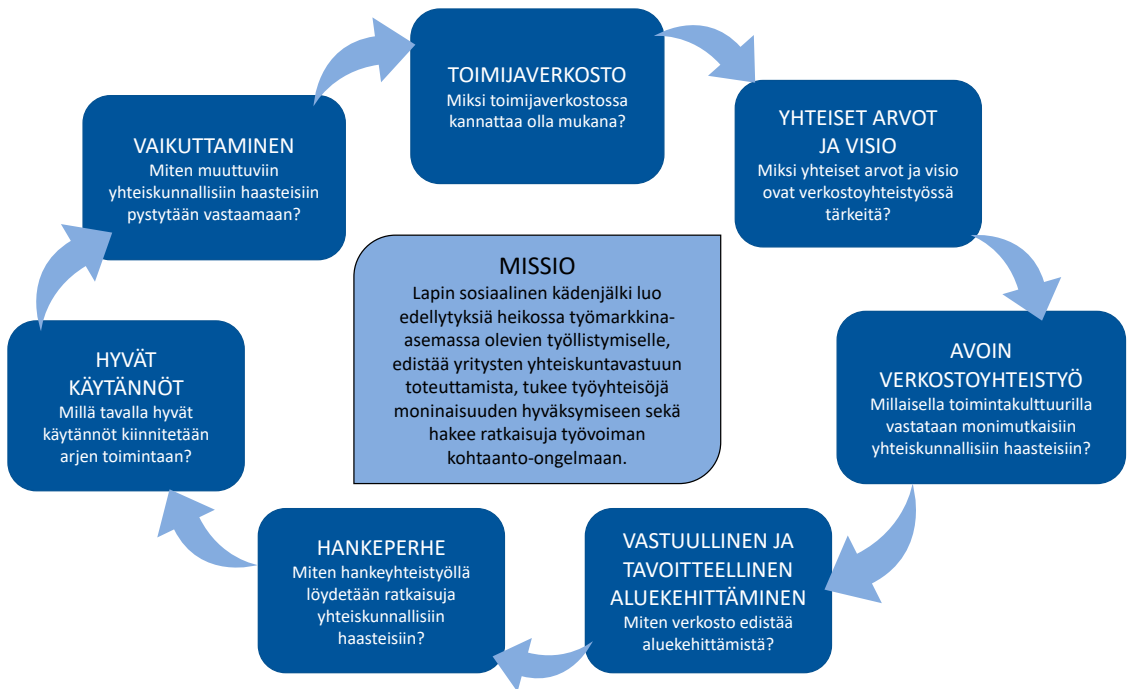 TOIMIJAVERKOSTO
Miksi toimijaverkostossa
kannattaa olla mukana?
YHTEISET ARVOT
JA VISIO
Miksi yhteiset arvot ja visio
ovat verkostoyhteistyössä
tärkeitä?
AVOIN
VERKOSTOYHTEISTYÖ
Millaisella toimintakulttuurilla
vastataan monimutkaisiin
yhteiskunnallisiin haasteisiin?
VASTUULLINEN JA
TAVOITTEELLINEN
ALUEKEHITTÄMINEN
Miten verkosto edistää
aluekehittämistä?
HANKEPERHE
Miten hankeyhteistyöllä
löydetään ratkaisuja
yhteiskunnallisiin
haasteisiin?
HYVÄT
KÄYTÄNNÖT
Millä tavalla hyvät
käytännöt kiinnitetään
arjen toimintaan?
VAIKUTTAMINEN
Miten muuttuviin
yhteiskunnallisiin haasteisiin
pystytään vastaamaan?
MISSIO
Lapin sosiaalinen kädenjälki luo
edellytyksiä heikossa työmarkkina-
asemassa olevien työllistymiselle,
edistää yritysten yhteiskuntavastuun
toteuttamista, tukee työyhteisöjä
moninaisuuden hyväksymiseen sekä
hakee ratkaisuja työvoiman
kohtaanto-ongelmaan.